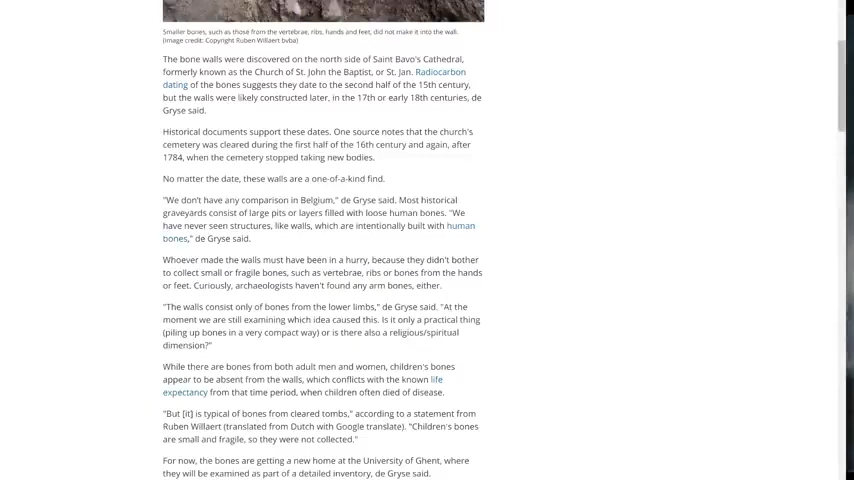 Smaller bones, such as those from the vertebrae, ribs, hands and feet, did not make it into the wall.
(Image credit: Copyright Ruben Willaert bvba)
The bone walls were discovered on the north side of Saint Bavo's Cathedral,
formerly known as the Church of St. John the Baptist, or St. Jan. Radiocarbon
dating of the bones suggests they date to the second half of the 15th century,
but the walls were likely constructed later, in the 17th or early 18th centuries, de
Gryse said.
Historical documents support these dates. One source notes that the church's
cemetery was cleared during the first half of the 16th century and again, after
1784, when the cemetery stopped taking new bodies.
No matter the date, these walls are a one-of-a-kind find.
"We don't have any comparison in Belgium," de Gryse said. Most historical
graveyards consist of large pits or layers filled with loose human bones. "We
have never seen structures, like walls, which are intentionally built with human
bones," de Gryse said.
Whoever made the walls must have been in a hurry, because they didn't bother
to collect small or fragile bones, such as vertebrae, ribs or bones from the hands
or feet. Curiously, archaeologists haven't found any arm bones, either.
"The walls consist only of bones from the lower limbs," de Gryse said. "At the
moment we are still examining which idea caused this. Is it only a practical thing
(piling up bones in a very compact way) or is there also a religious/spiritual
dimension?"
While there are bones from both adult men and women, children's bones
appear to be absent from the walls, which conflicts with the known life
expectancy from that time period, when children often died of disease.
"But [it] is typical of bones from cleared tombs," according to a statement from
Ruben Willaert (translated from Dutch with Google translate). "Children's bones
are small and fragile, so they were not collected."
For now, the bones are getting a new home at the University of Ghent, where
they will be examined as part of a detailed inventory, de Gryse said.